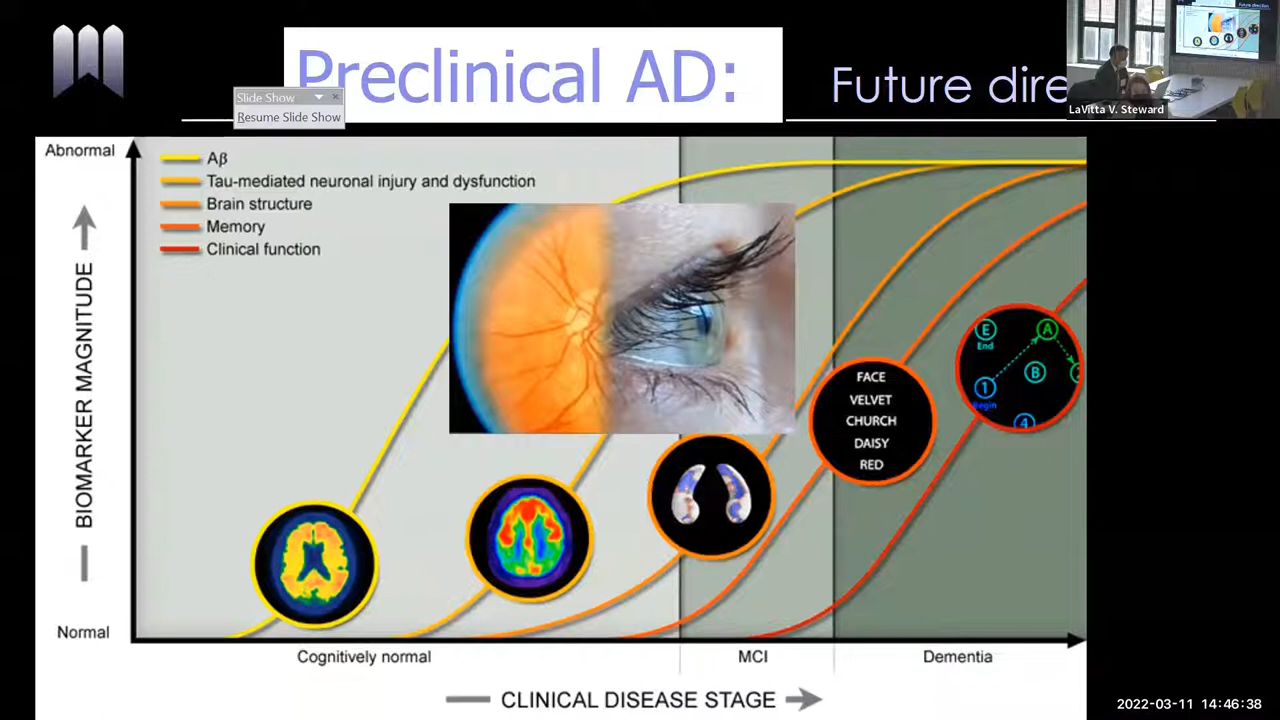 Preclinical AD:
Future dire
Slide Show
Resume Slide Show
LaVitta V. Steward
Abnormal
Aβ
Tau-mediated neuronal injury and dysfunction
Brain structure
Memory
Clinical function
BIOMARKER MAGNITUDE
E
End
A
B
1
Begin
4
FACE
VELVET
CHURCH
DAISY
RED
Normal
Cognitively normal
MCI
Dementia
CLINICAL DISEASE STAGE
2022-03-11 14:46:38